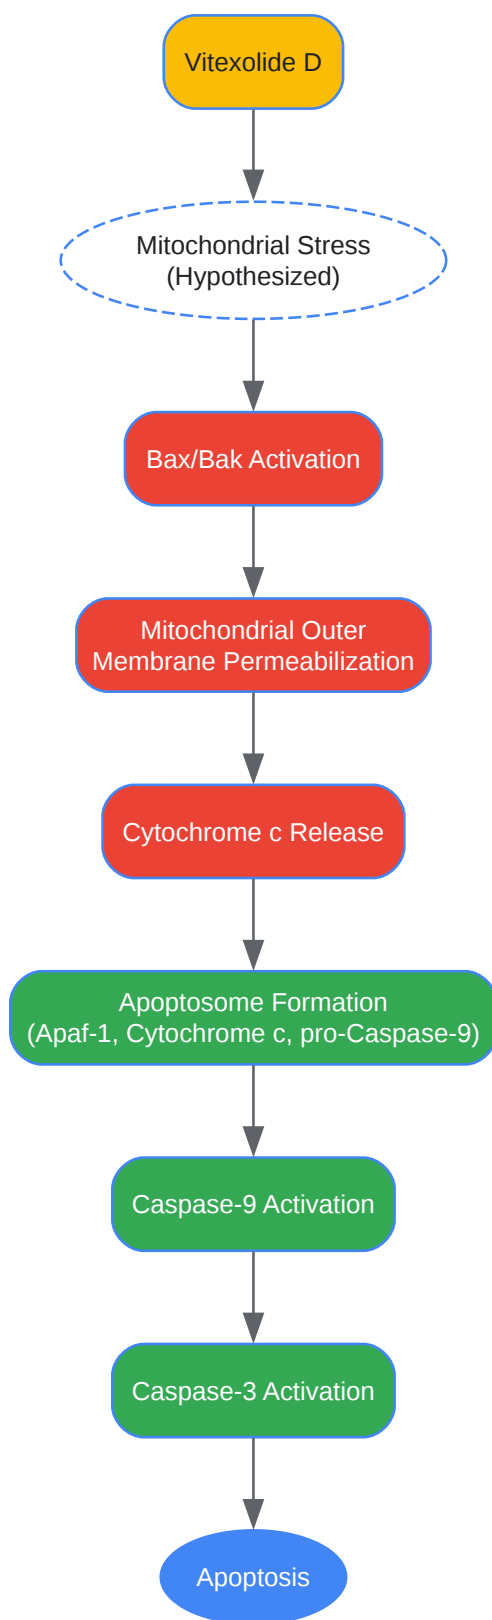 Vitexolide D
Mitochondrial Stress
(Hypothesized)
Bax/Bak Activation
Mitochondrial Outer
Membrane Permeabilization
Cytochrome c Release
Apoptosome Formation
(Apaf-1, Cytochrome c, pro-Caspase-9)
Caspase-9 Activation
Caspase-3 Activation
Apoptosis